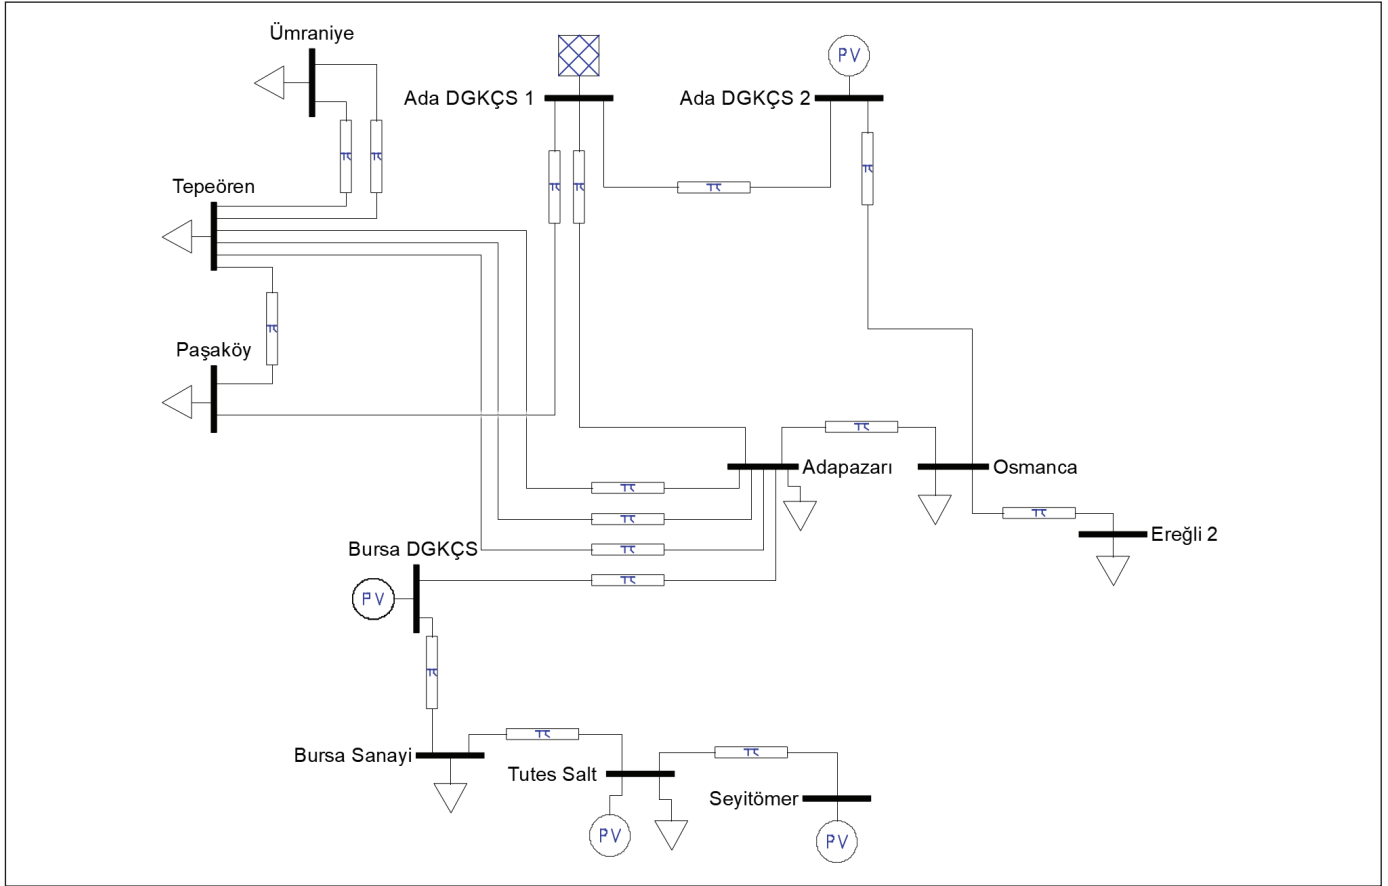 Ümraniye
Ada DGKÇS 1
Ada DGKÇS 2
PV
π
π
π
π
π
π
Tepeören
π
Paşaköy
π
Adapazarı
Osmanca
π
π
π
Ereğli 2
π
Bursa DGKÇS
π
PV
π
π
Bursa Sanayi
π
Tutes Salt
Seyitömer
PV
PV